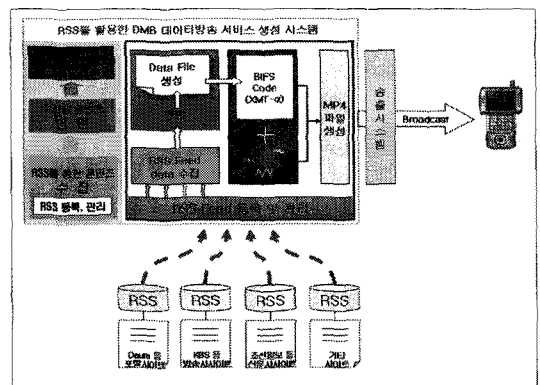 RSS를 활용한 DMB 데이타방송 서비스 생성 시스템
Data File
생성
BIFS
Code
(XMT-α)
MP4
파일
생성
송출시스템
Broadcast
RSS Feed
data 수집
RSS를 통한 콘텐츠
수집
RSS 등록, 관리
RSS Feed 등록 및 관리
RSS
RSS
RSS
RSS
Daum 등
포털사이트
KBS 등
방송사사이트
조선일보 등
신문사사이트
기타
사이트